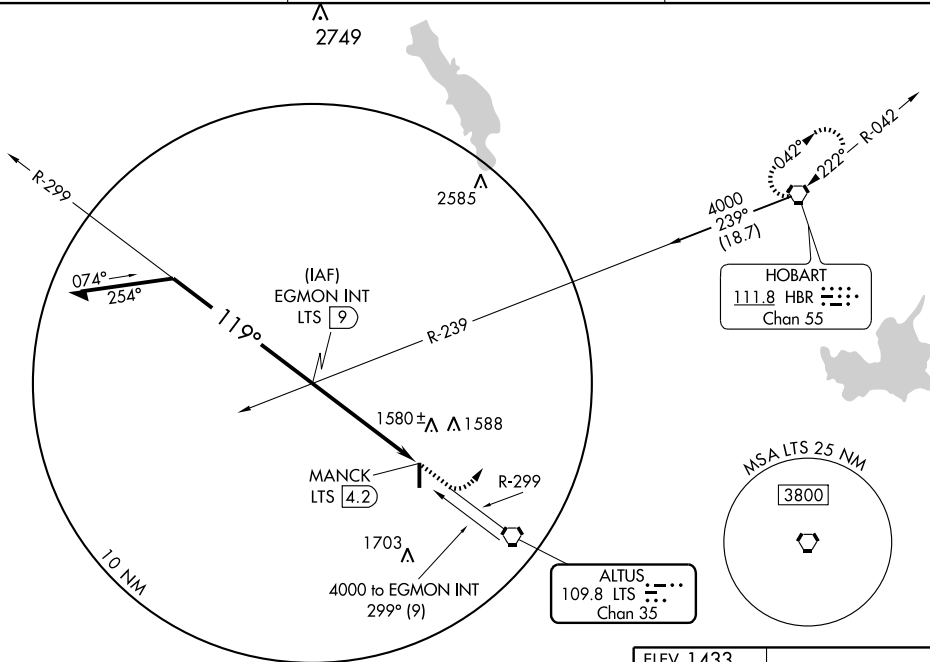 2749
R-299
074°
254°
119°
(IAF)
EGMON INT
LTS 9
2585
R-239
4000
239°
(18.7)
042°
222°
R-042
HOBART
111.8 HBR
Chan 55
1580 ±
1588
MANCK
LTS 4.2
R-299
1703
4000 to EGMON INT
299° (9)
10 NM
ALTUS
109.8 LTS
Chan 35
MSA LTS 25 NM
3800
ELEV 1433